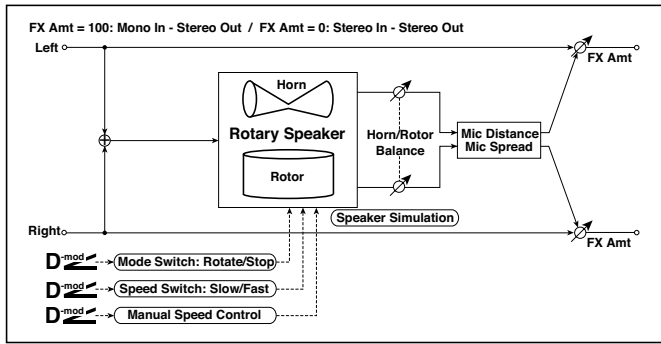 FX Amt = 100: Mono In - Stereo Out / FX Amt = 0: Stereo In - Stereo Out
Left
FX Amt
Horn
Rotary Speaker
Rotor
Horn/Rotor
Balance
Mic Distance
Mic Spread
Speaker Simulation
Right
FX Amt
D-mod
Mode Switch: Rotate/Stop
D-mod
Speed Switch: Slow/Fast
D-mod
Manual Speed Control